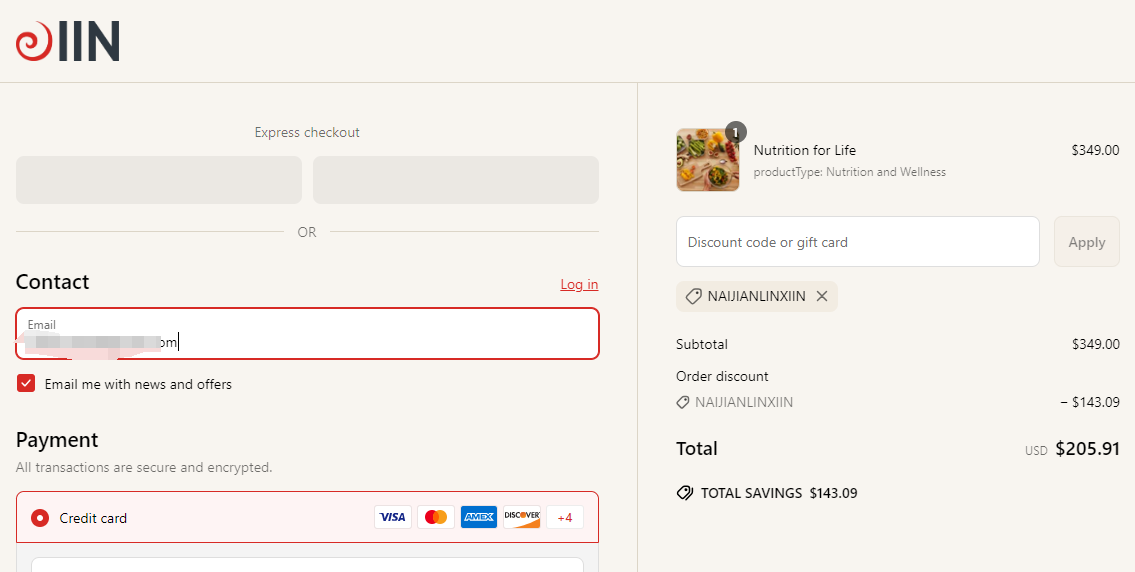 IIN
Express checkout
OR
Contact
Log in
Email
om
Email me with news and offers
Payment
All transactions are secure and encrypted.
Credit card
VISA
AMEX
DISCOVER
+4
1
Nutrition for Life
$349.00
productType: Nutrition and Wellness
Discount code or gift card
Apply
NAIJIANLINXIIN
Subtotal
$349.00
Order discount
NAIJIANLINXIIN
− $143.09
Total
USD $205.91
TOTAL SAVINGS $143.09